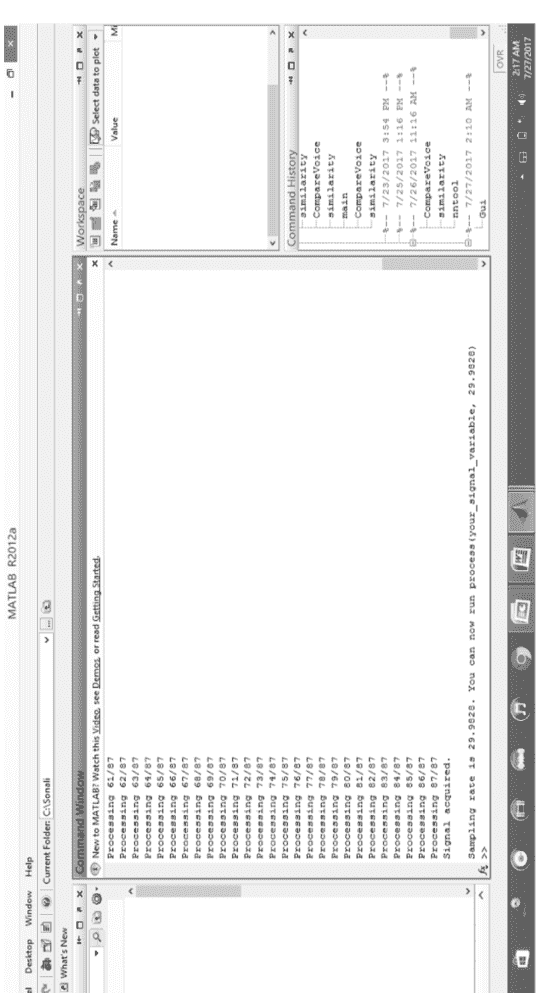 MATLAB R2012a
el Desktop Window Help
Current Folder: C:\Sonali
What's New
Command Window
New to MATLAB? Watch this Video, see Demos, or read Getting Started.
Processing 61/87
Processing 62/87
Processing 63/87
Processing 64/87
Processing 65/87
Processing 66/87
Processing 67/87
Processing 68/87
Processing 69/87
Processing 70/87
Processing 71/87
Processing 72/87
Processing 73/87
Processing 74/87
Processing 75/87
Processing 76/87
Processing 77/87
Processing 78/87
Processing 79/87
Processing 80/87
Processing 81/87
Processing 82/87
Processing 83/87
Processing 84/87
Processing 85/87
Processing 86/87
Processing 87/87
Signal acquired.
Sampling rate is 29.9828. You can now run process(your_signal_variable, 29.9828)
fx >>
Workspace
Select data to plot
Name Value Mi
Command History
similarity
CompareVoice
similarity
main
CompareVoice
similarity
%-- 7/23/2017 3:54 PM --%
%-- 7/25/2017 1:16 PM --%
%-- 7/26/2017 11:16 AM --%
CompareVoice
similarity
nntool
%-- 7/27/2017 2:10 AM --%
Gui
OVR
2:17 AM
7/27/2017